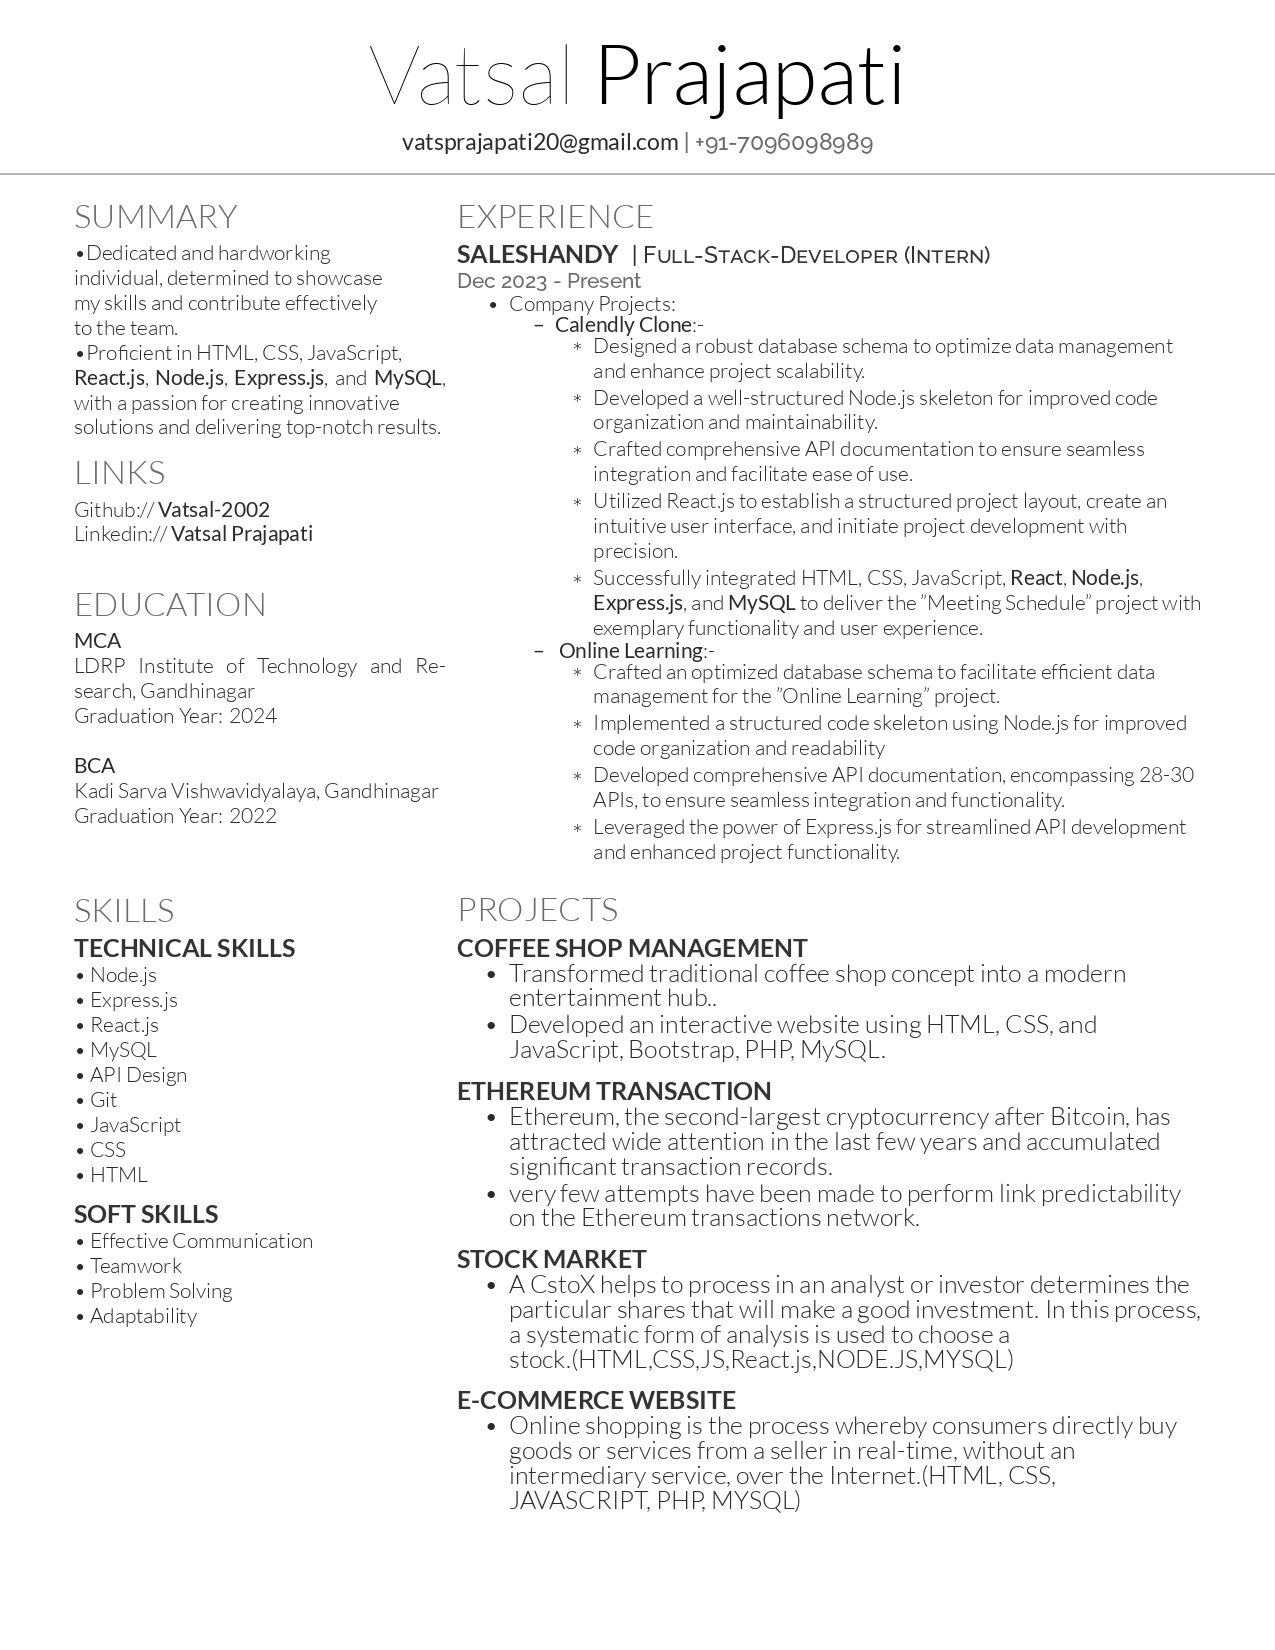 Vatsal Prajapati
vatsprajapati20@gmail.com | +91-7096098989
SUMMARY
•Dedicated and hardworking
individual, determined to showcase
my skills and contribute effectively
to the team.
•Proficient in HTML, CSS, JavaScript,
React.js, Node.js, Express.js, and MySQL,
with a passion for creating innovative
solutions and delivering top-notch results.
LINKS
Github:// Vatsal-2002
Linkedin:// Vatsal Prajapati
EDUCATION
MCA
LDRP Institute of Technology and Re-
search, Gandhinagar
Graduation Year: 2024
BCA
Kadi Sarva Vishwavidyalaya, Gandhinagar
Graduation Year: 2022
SKILLS
TECHNICAL SKILLS
• Node.js
• Express.js
• React.js
• MySQL
• API Design
• Git
• JavaScript
• CSS
• HTML
SOFT SKILLS
• Effective Communication
• Teamwork
• Problem Solving
• Adaptability
EXPERIENCE
SALESHANDY | FULL-STACK-DEVELOPER (INTERN)
Dec 2023 - Present
• Company Projects:
– Calendly Clone:-
* Designed a robust database schema to optimize data management
and enhance project scalability.
* Developed a well-structured Node.js skeleton for improved code
organization and maintainability.
* Crafted comprehensive API documentation to ensure seamless
integration and facilitate ease of use.
* Utilized React.js to establish a structured project layout, create an
intuitive user interface, and initiate project development with
precision.
* Successfully integrated HTML, CSS, JavaScript, React, Node.js,
Express.js, and MySQL to deliver the ”Meeting Schedule” project with
exemplary functionality and user experience.
– Online Learning:-
* Crafted an optimized database schema to facilitate efficient data
management for the ”Online Learning” project.
* Implemented a structured code skeleton using Node.js for improved
code organization and readability
* Developed comprehensive API documentation, encompassing 28-30
APIs, to ensure seamless integration and functionality.
* Leveraged the power of Express.js for streamlined API development
and enhanced project functionality.
PROJECTS
COFFEE SHOP MANAGEMENT
• Transformed traditional coffee shop concept into a modern
entertainment hub..
• Developed an interactive website using HTML, CSS, and
JavaScript, Bootstrap, PHP, MySQL.
ETHEREUM TRANSACTION
• Ethereum, the second-largest cryptocurrency after Bitcoin, has
attracted wide attention in the last few years and accumulated
significant transaction records.
• very few attempts have been made to perform link predictability
on the Ethereum transactions network.
STOCK MARKET
• A CstoX helps to process in an analyst or investor determines the
particular shares that will make a good investment. In this process,
a systematic form of analysis is used to choose a
stock.(HTML,CSS,JS,React.js,NODE.JS,MYSQL)
E-COMMERCE WEBSITE
• Online shopping is the process whereby consumers directly buy
goods or services from a seller in real-time, without an
intermediary service, over the Internet.(HTML, CSS,
JAVASCRIPT, PHP, MYSQL)